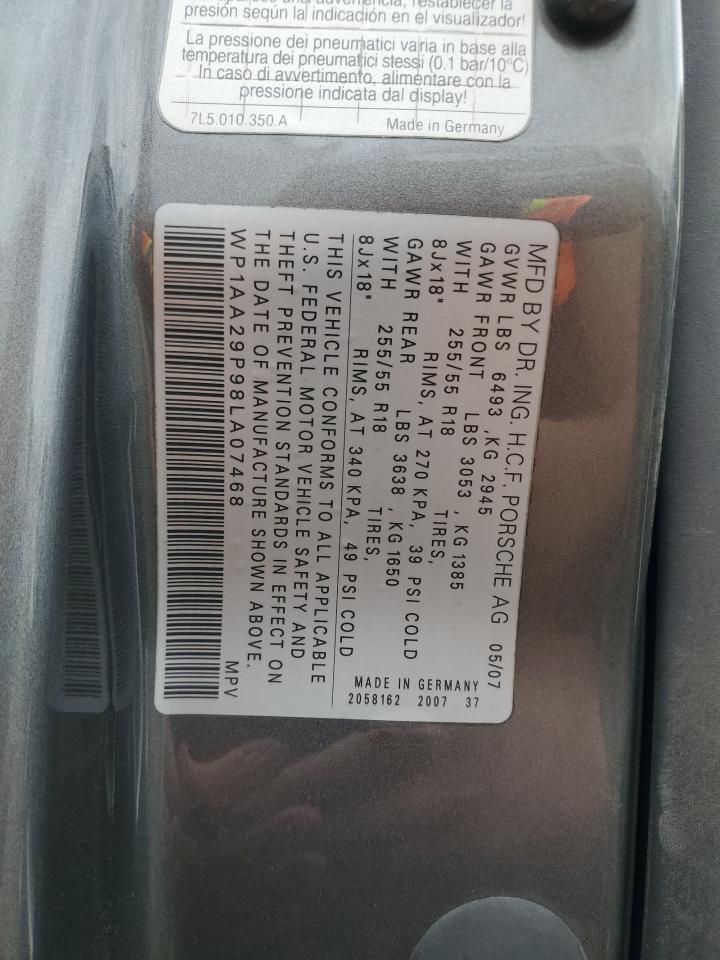 presión según la indicación en el visualizador!
La pressione dei pneumatici varia in base alla
temperatura dei pneumatici stessi (0.1 bar/10°C)
In caso di avvertimento, alimentare con la
pressione indicata dal display!
7L5.010.350.A Made in Germany
MFD BY DR. ING. H.C.F. PORSCHE AG 05/07
GVWR LBS 6493 ,KG 2945
GAWR FRONT LBS 3053 ,KG 1385
WITH 255/55 R18 TIRES,
8Jx18" RIMS, AT 270 KPA, 39 PSI COLD
GAWR REAR LBS 3638 ,KG 1650
WITH 255/55 R18 TIRES,
8Jx18" RIMS, AT 340 KPA, 49 PSI COLD
MADE IN GERMANY
2058162 2007 37
THIS VEHICLE CONFORMS TO ALL APPLICABLE
U.S. FEDERAL MOTOR VEHICLE SAFETY AND
THEFT PREVENTION STANDARDS IN EFFECT ON
THE DATE OF MANUFACTURE SHOWN ABOVE.
WP1AA29P98LA07468 MPV